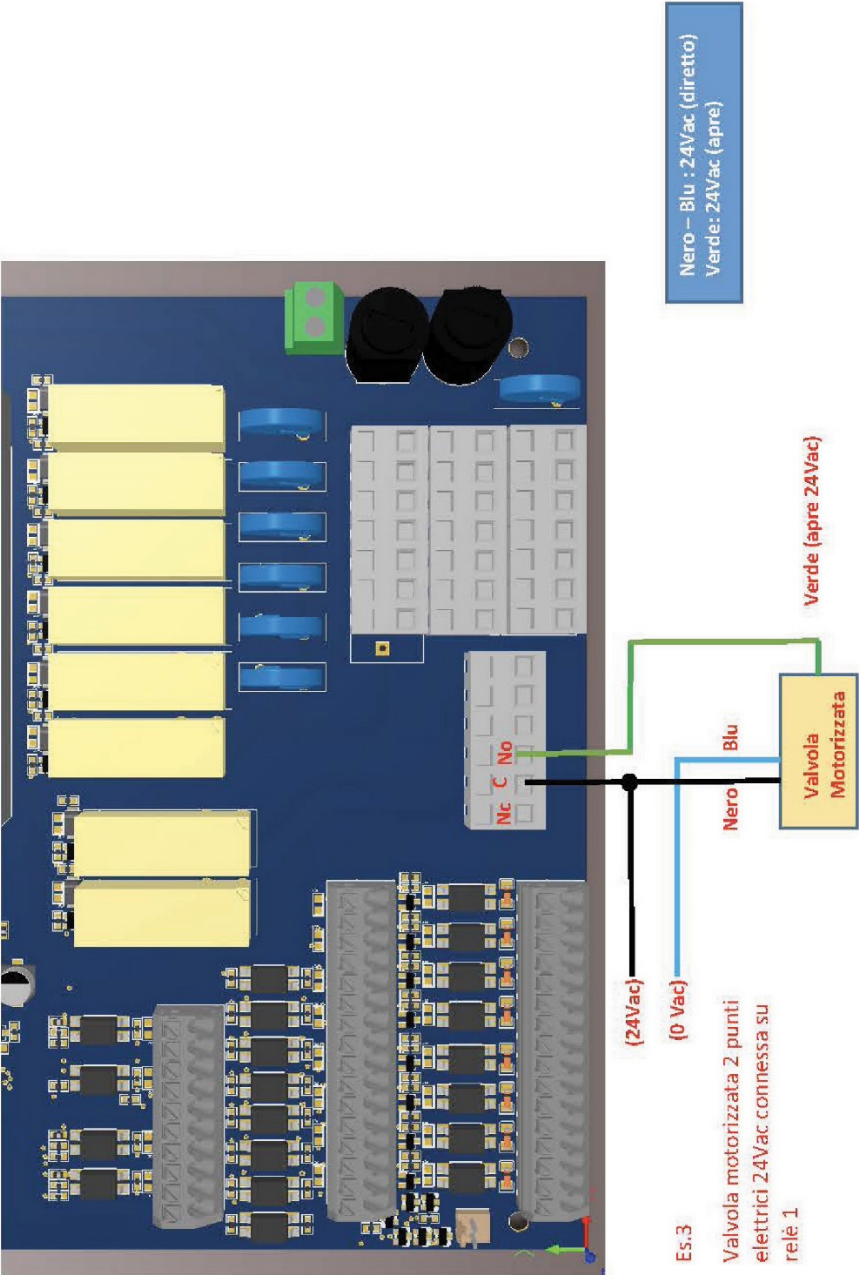 Nero – Blu : 24Vac (diretto)
Verde: 24Vac (apre)
Nc C No
Verde (apre 24Vac)
Nero
Blu
Valvola
Motorizzata
(24Vac)
(0 Vac)
Es.3
Valvola motorizzata 2 punti
elettrici 24Vac connessa su
relè 1